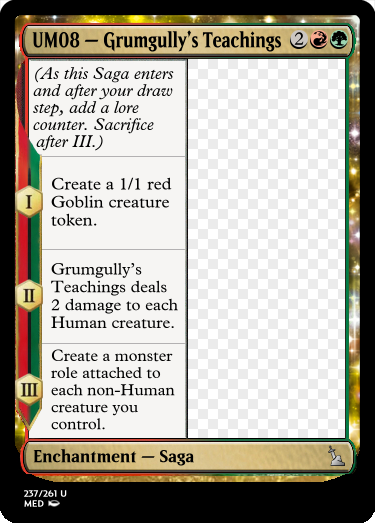 UM08 — Grumgully's Teachings 2
(As this Saga enters
and after your draw
step, add a lore
counter. Sacrifice
after III.)
I
Create a 1/1 red
Goblin creature
token.
II
Grumgully's
Teachings deals
2 damage to each
Human creature.
III
Create a monster
role attached to
each non-Human
creature you
control.
Enchantment — Saga
237/261 U
MED